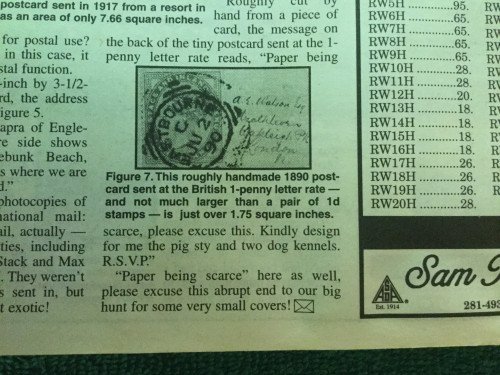 postcard sent in 1917 from a resort in
as an area of only 7.66 square inches.
for postal use?
in this case, it
stal function.
-inch by 3-1/2-
rd, the address
igure 5.
apra of Engle-
re side shows
ebunk Beach,
s where we are
d."
photocopies of
national mail:
ail, actually —
ties, including
Stack and Max
. They weren't
s sent in, but
t exotic!
Roughly cut by
hand from a piece of
card, the message on
the back of the tiny postcard sent at the 1-
penny letter rate reads, "Paper being
STBOURNE
C
JU 2
90
Figure 7. This roughly handmade 1890 post-
card sent at the British 1-penny letter rate —
and not much larger than a pair of 1d
stamps — is just over 1.75 square inches.
scarce, please excuse this. Kindly design
for me the pig sty and two dog kennels.
R.S.V.P."
"Paper being scarce" here as well,
please excuse this abrupt end to our big
hunt for some very small covers!
RW5H ............ 95.
RW6H ............ 65.
RW7H ............ 65.
RW8H ............ 65.
RW9H ............ 65.
RW10H .......... 28.
RW11H .......... 28.
RW12H .......... 20.
RW13H .......... 18.
RW14H .......... 18.
RW15H .......... 18.
RW16H .......... 18.
RW17H .......... 26.
RW18H .......... 26.
RW19H .......... 26.
RW20H .......... 28.
ASDA
Est. 1914
Sam
281-493